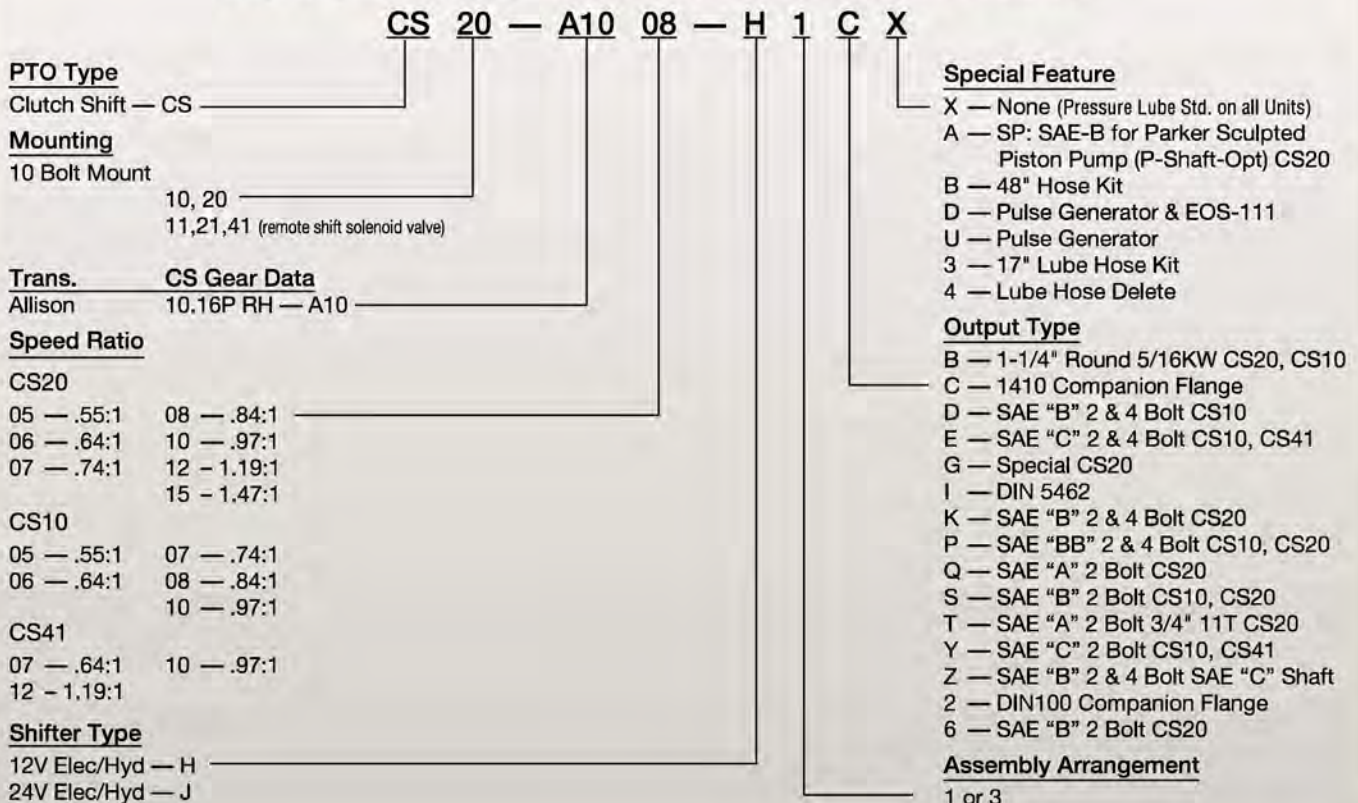 CS 20 — A10 08 — H 1 C X
PTO Type
Clutch Shift — CS
Mounting
10 Bolt Mount
10, 20
11,21,41 (remote shift solenoid valve)
Trans. CS Gear Data
Allison 10.16P RH — A10
Speed Ratio
CS20
05 — .55:1 08 — .84:1
06 — .64:1 10 — .97:1
07 — .74:1 12 – 1.19:1
15 – 1.47:1
CS10
05 — .55:1 07 — .74:1
06 — .64:1 08 — .84:1
10 — .97:1
CS41
07 — .64:1 10 — .97:1
12 – 1.19:1
Shifter Type
12V Elec/Hyd — H
24V Elec/Hyd — J
Special Feature
X — None (Pressure Lube Std. on all Units)
A — SP: SAE-B for Parker Sculpted
Piston Pump (P-Shaft-Opt) CS20
B — 48" Hose Kit
D — Pulse Generator & EOS-111
U — Pulse Generator
3 — 17" Lube Hose Kit
4 — Lube Hose Delete
Output Type
B — 1-1/4" Round 5/16KW CS20, CS10
C — 1410 Companion Flange
D — SAE “B” 2 & 4 Bolt CS10
E — SAE “C” 2 & 4 Bolt CS10, CS41
G — Special CS20
I — DIN 5462
K — SAE “B” 2 & 4 Bolt CS20
P — SAE “BB” 2 & 4 Bolt CS10, CS20
Q — SAE “A” 2 Bolt CS20
S — SAE “B” 2 Bolt CS10, CS20
T — SAE “A” 2 Bolt 3/4" 11T CS20
Y — SAE “C” 2 Bolt CS10, CS41
Z — SAE “B” 2 & 4 Bolt SAE “C” Shaft
2 — DIN100 Companion Flange
6 — SAE “B” 2 Bolt CS20
Assembly Arrangement
1 or 3